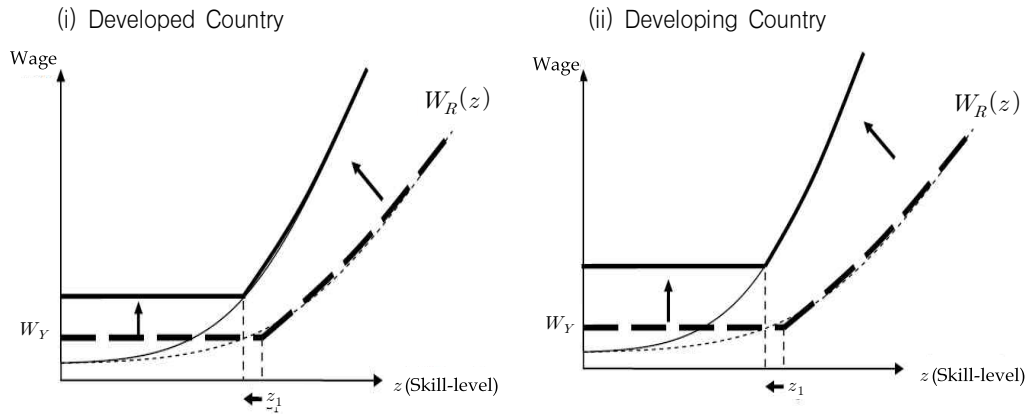 (i) Developed Country
(ii) Developing Country
Wage
W_R(z)
W_Y
z (Skill-level)
z_1
Wage
W_R(z)
W_Y
z (Skill-level)
z_1